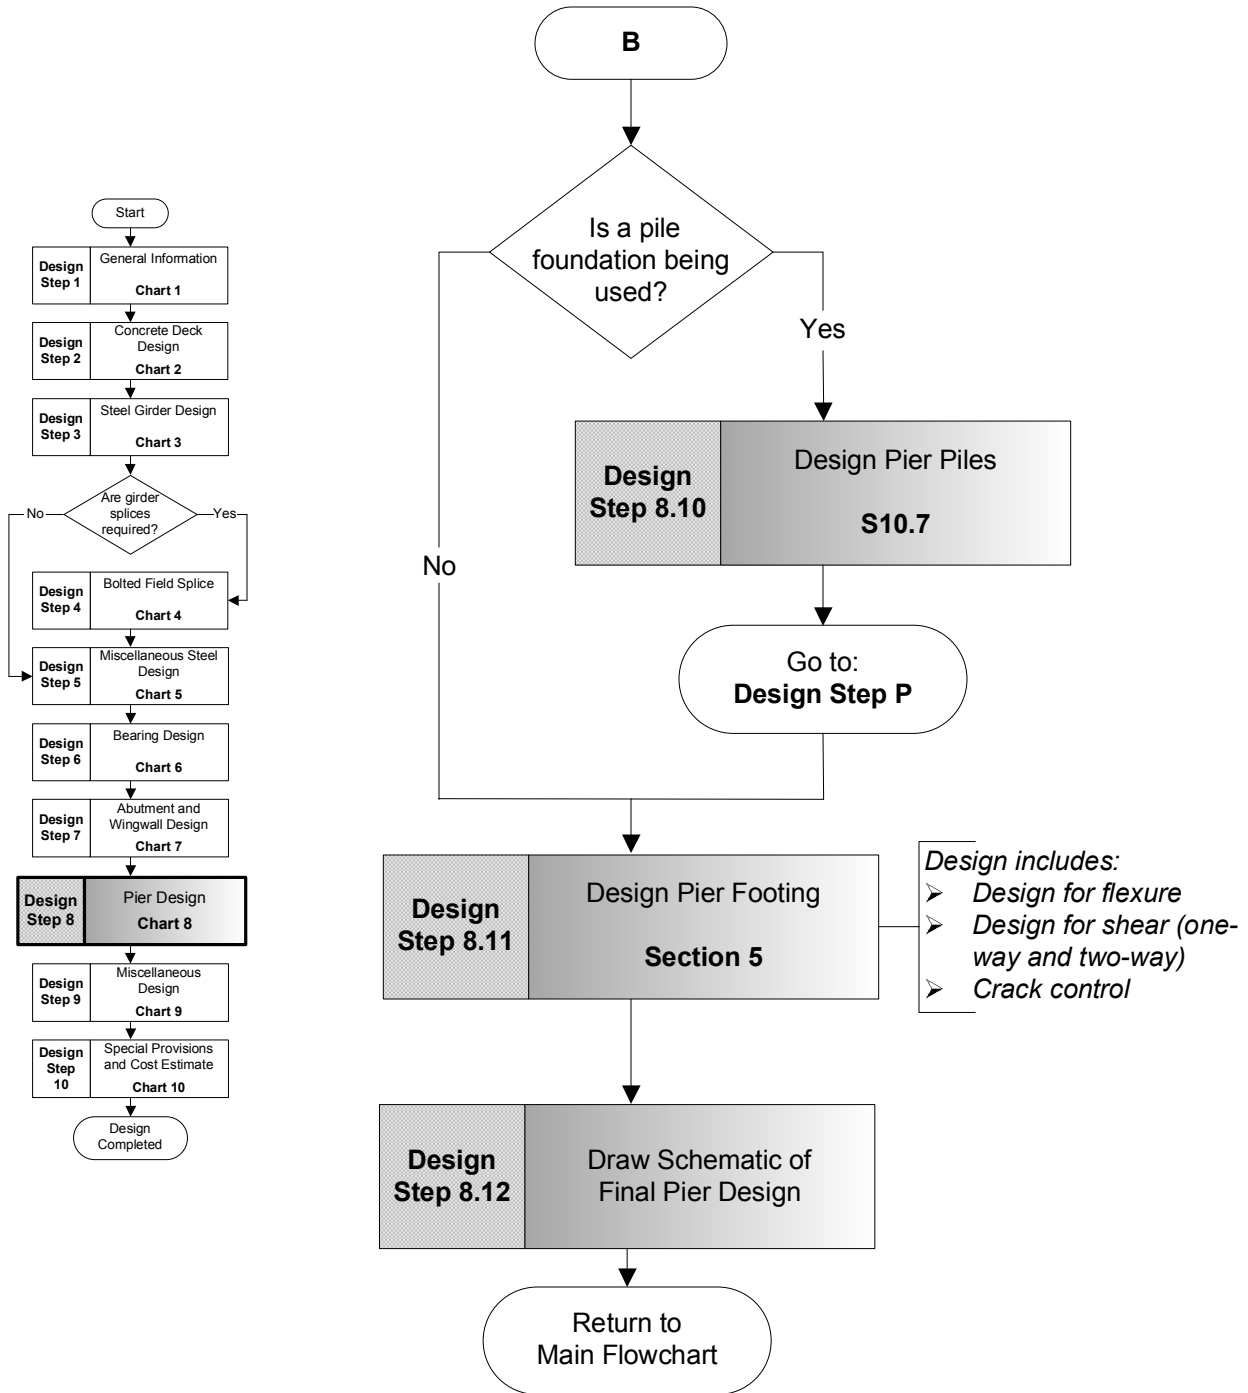 Start
Design
Step 1
General Information
Chart 1
Design
Step 2
Concrete Deck
Design
Chart 2
Design
Step 3
Steel Girder Design
Chart 3
Are girder
splices
required?
No
Yes
Design
Step 4
Bolted Field Splice
Chart 4
Design
Step 5
Miscellaneous Steel
Design
Chart 5
Design
Step 6
Bearing Design
Chart 6
Design
Step 7
Abutment and
Wingwall Design
Chart 7
Design
Step 8
Pier Design
Chart 8
Design
Step 9
Miscellaneous
Design
Chart 9
Design
Step
10
Special Provisions
and Cost Estimate
Chart 10
Design
Completed
B
Is a pile
foundation being
used?
Yes
No
Design
Step 8.10
Design Pier Piles
S10.7
Go to:
Design Step P
Design
Step 8.11
Design Pier Footing
Section 5
Design includes:
➢ Design for flexure
➢ Design for shear (one-
way and two-way)
➢ Crack control
Design
Step 8.12
Draw Schematic of
Final Pier Design
Return to
Main Flowchart